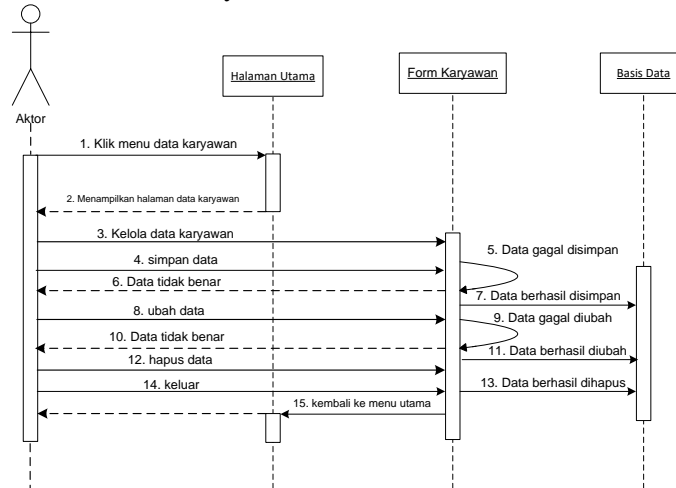 Halaman Utama
Form Karyawan
Basis Data
Aktor
1. Klik menu data karyawan
2. Menampilkan halaman data karyawan
3. Kelola data karyawan
4. simpan data
5. Data gagal disimpan
6. Data tidak benar
7. Data berhasil disimpan
8. ubah data
9. Data gagal diubah
10. Data tidak benar
11. Data berhasil diubah
12. hapus data
13. Data berhasil dihapus
14. keluar
15. kembali ke menu utama